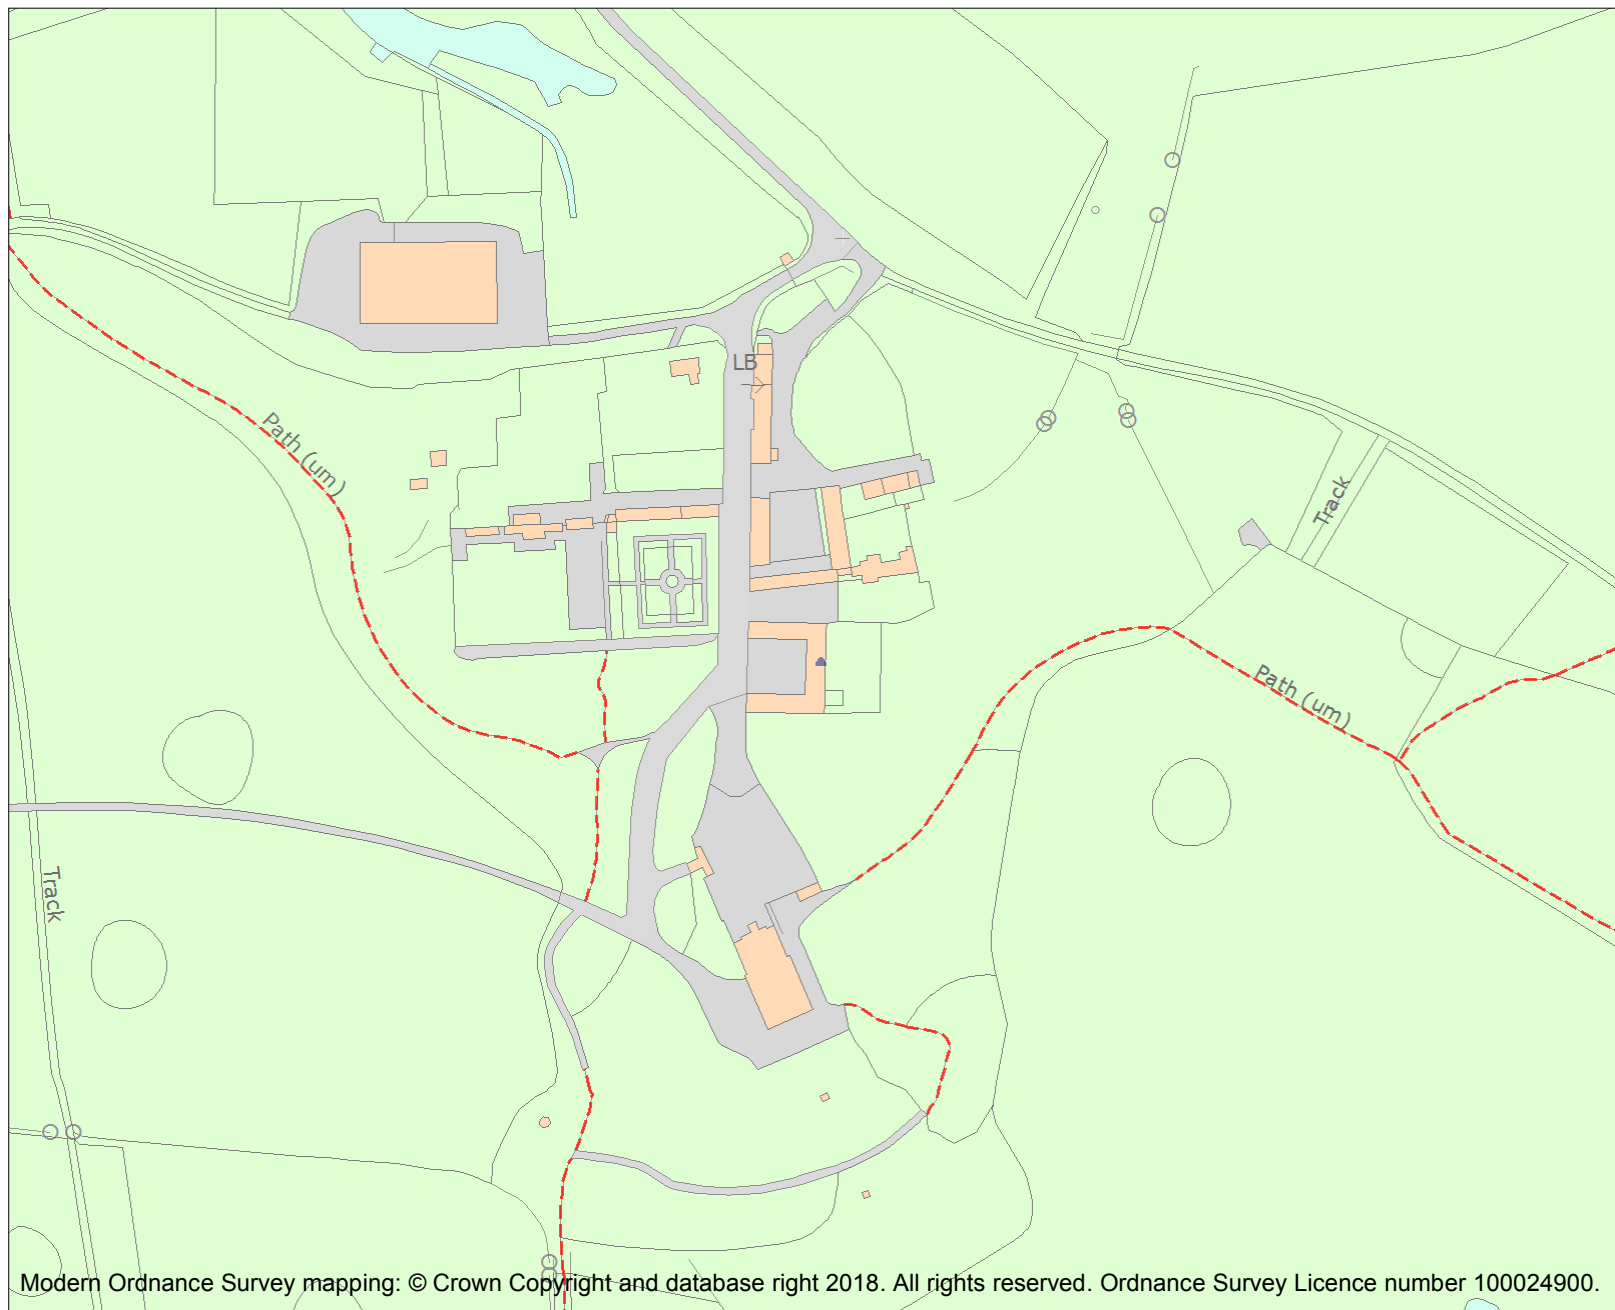 LB
Path (um)
Track
Path (um)
Track
Modern Ordnance Survey mapping: © Crown Copyright and database right 2018. All rights reserved. Ordnance Survey Licence number 100024900.